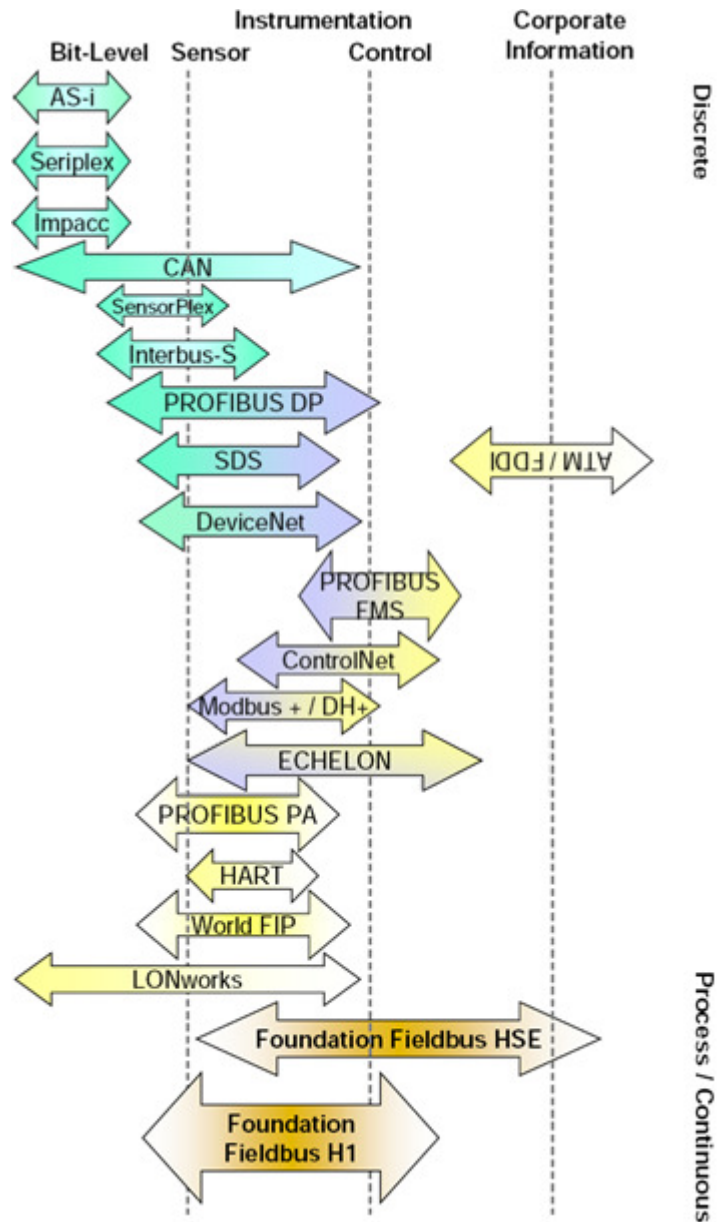 Instrumentation
Corporate
Bit-Level
Sensor
Control
Information
Discrete
AS-i
Seriplex
Impacc
CAN
SensorPlex
Interbus-S
PROFIBUS DP
SDS
ATM / FDDI
DeviceNet
PROFIBUS
FMS
ControlNet
Modbus + / DH+
ECHELON
PROFIBUS PA
HART
World FIP
LONworks
Foundation Fieldbus HSE
Foundation
Fieldbus H1
Process / Continuous